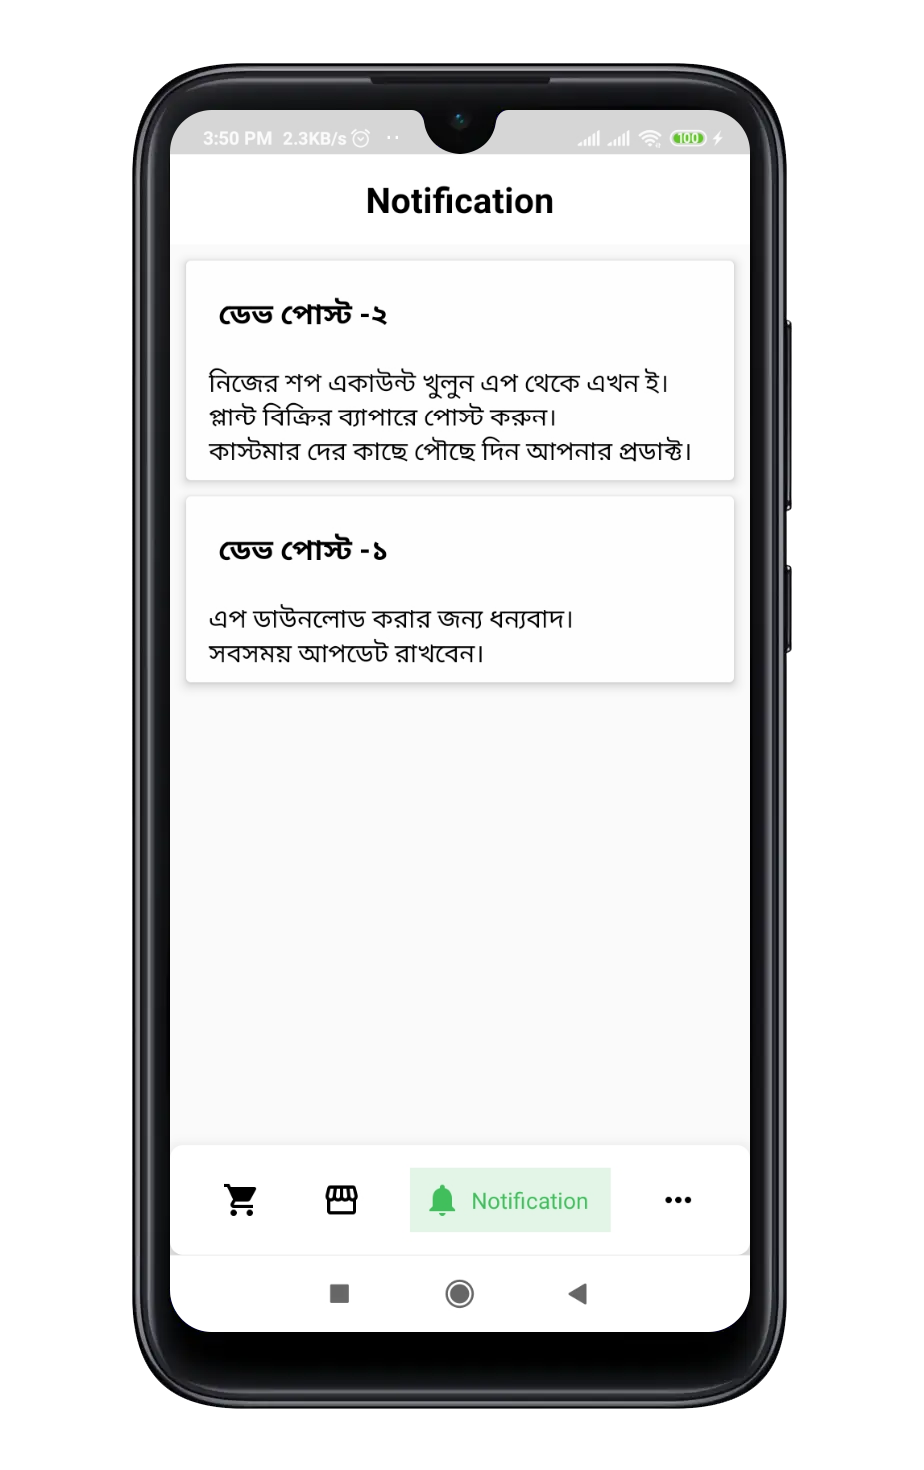 3:50 PM 2.3KB/s
100
Notification
ডেভ পোস্ট -২
নিজের শপ একাউন্ট খুলুন এপ থেকে এখন ই।
প্লান্ট বিক্রির ব্যাপারে পোস্ট করুন।
কাস্টমার দের কাছে পৌছে দিন আপনার প্রডাক্ট।
ডেভ পোস্ট -১
এপ ডাউনলোড করার জন্য ধন্যবাদ।
সবসময় আপডেট রাখবেন।
Notification